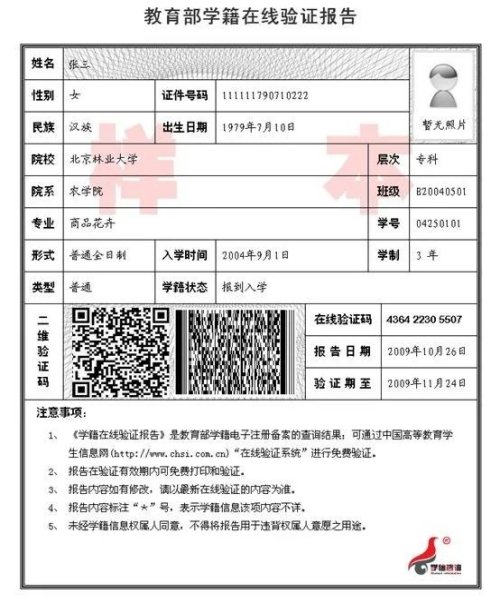 教育部学籍在线验证报告
姓名 张三
性别 女 证件号码 111111790710222
民族 汉族 出生日期 1979年7月10日
暂无照片
样本
院校 北京林业大学 层次 专科
院系 农学院 班级 B20040501
专业 商品花卉 学号 04250101
形式 普通全日制 入学时间 2004年9月1日 学制 3 年
类型 普通 学籍状态 报到入学
二维验证码
在线验证码 4364 2230 5507
报告日期 2009年10月26日
验证期至 2009年11月24日
注意事项:
1、 《学籍在线验证报告》是教育部学籍电子注册备案的查询结果;可通过中国高等教育学
生信息网(http://www.chsi.com.cn)“在线验证系统”进行免费验证。
2、 报告在验证有效期内可免费打印和验证。
3、 报告内容如有修改,请以最新在线验证的内容为准。
4、 报告内容标注“*”号,表示学籍信息该项内容不详。
5、 未经学籍信息权属人同意,不得将报告用于违背权属人意愿之用途。
®
学信咨询